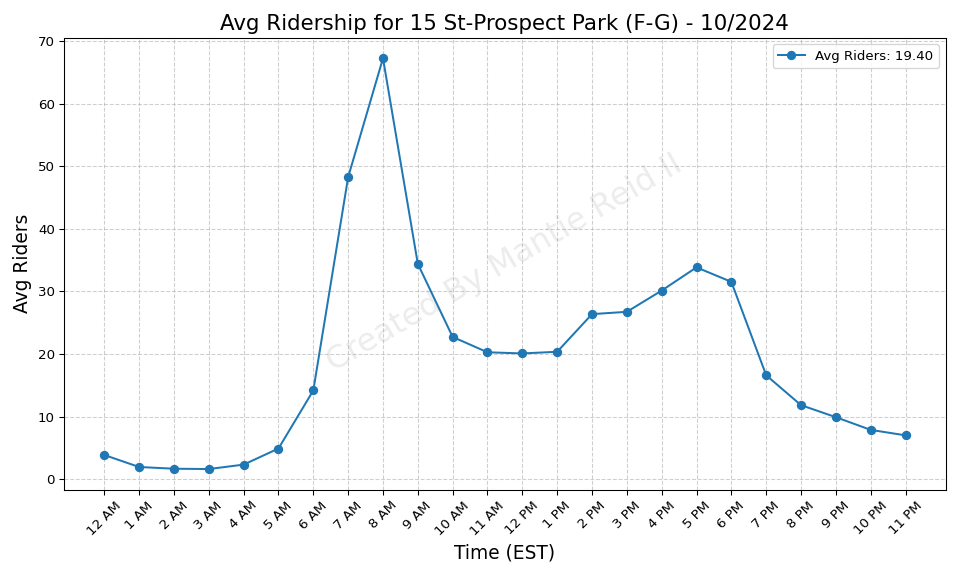 Avg Ridership for 15 St-Prospect Park (F-G) - 10/2024
70
60
50
40
30
20
10
0
Avg Riders
Avg Riders: 19.40
Created By Mantie Reid II
12 AM
1 AM
2 AM
3 AM
4 AM
5 AM
6 AM
7 AM
8 AM
9 AM
10 AM
11 AM
12 PM
1 PM
2 PM
3 PM
4 PM
5 PM
6 PM
7 PM
8 PM
9 PM
10 PM
11 PM
Time (EST)